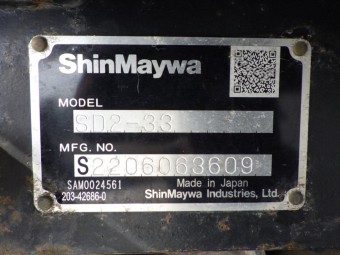 ShinMaywa
MODEL
SD2-33
MFG. NO.
S2206063609
SAM0024561
Made in Japan
203-42686-0
ShinMaywa Industries, Ltd.